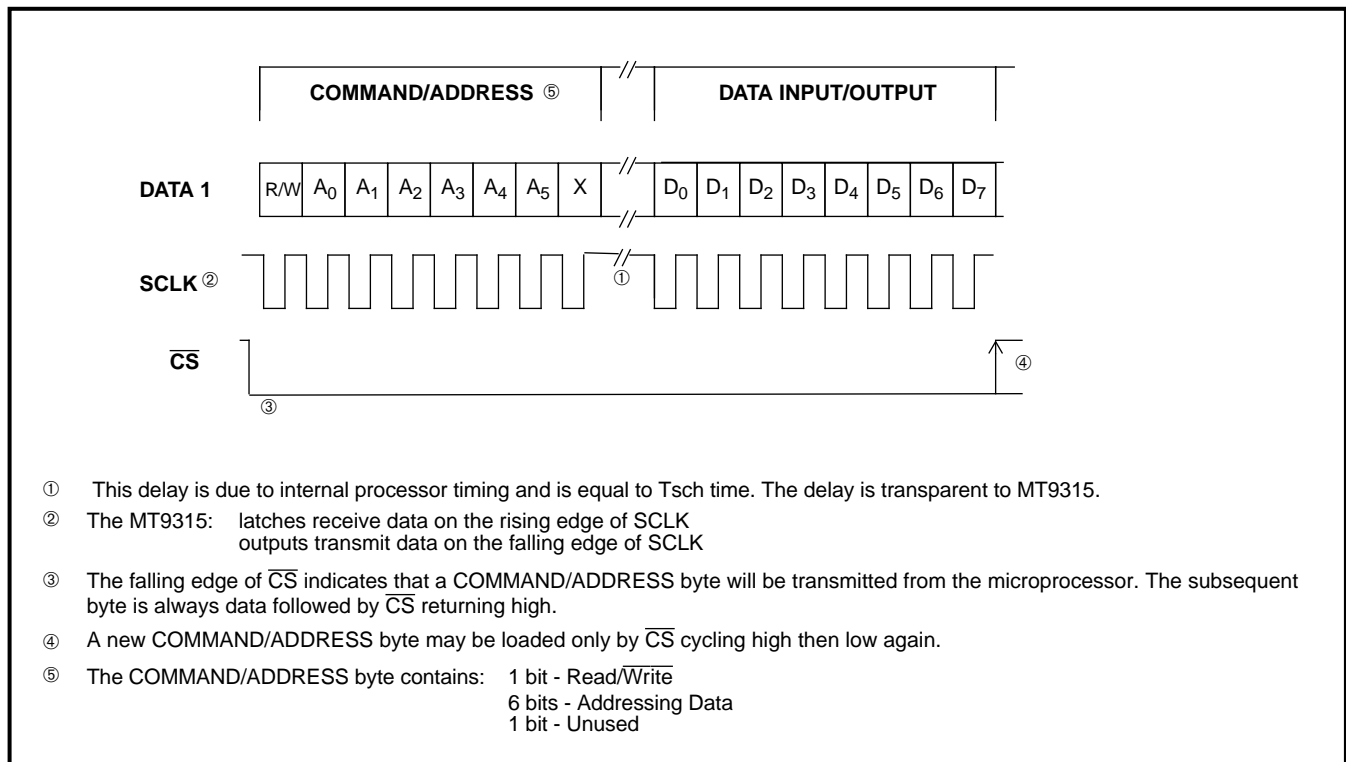 COMMAND/ADDRESS ⑤ DATA INPUT/OUTPUT
DATA 1 R/W A0 A1 A2 A3 A4 A5 X D0 D1 D2 D3 D4 D5 D6 D7
SCLK ② ①
CS ④
③
① This delay is due to internal processor timing and is equal to Tsch time. The delay is transparent to MT9315.
② The MT9315: latches receive data on the rising edge of SCLK
outputs transmit data on the falling edge of SCLK
③ The falling edge of CS indicates that a COMMAND/ADDRESS byte will be transmitted from the microprocessor. The subsequent
byte is always data followed by CS returning high.
④ A new COMMAND/ADDRESS byte may be loaded only by CS cycling high then low again.
⑤ The COMMAND/ADDRESS byte contains: 1 bit - Read/Write
6 bits - Addressing Data
1 bit - Unused